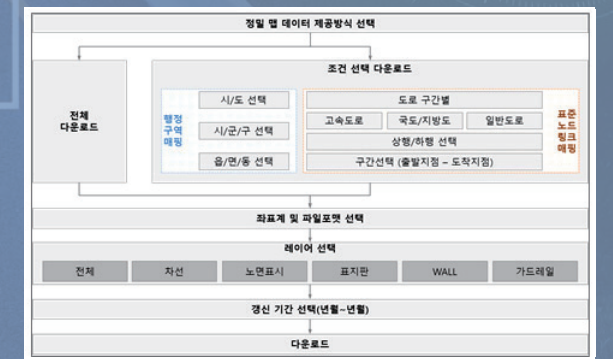 정밀 맵 데이터 제공방식 선택
전체
다운로드
조건 선택 다운로드
행정
구역
매핑
시/도 선택
시/군/구 선택
읍/면/동 선택
도로 구간별
고속도로
국도/지방도
일반도로
상행/하행 선택
구간선택 (출발지점 – 도착지점)
표준
노드
링크
매핑
좌표계 및 파일포맷 선택
레이어 선택
전체
차선
노면표시
표지판
WALL
가드레일
갱신 기간 선택(년월~년월)
다운로드